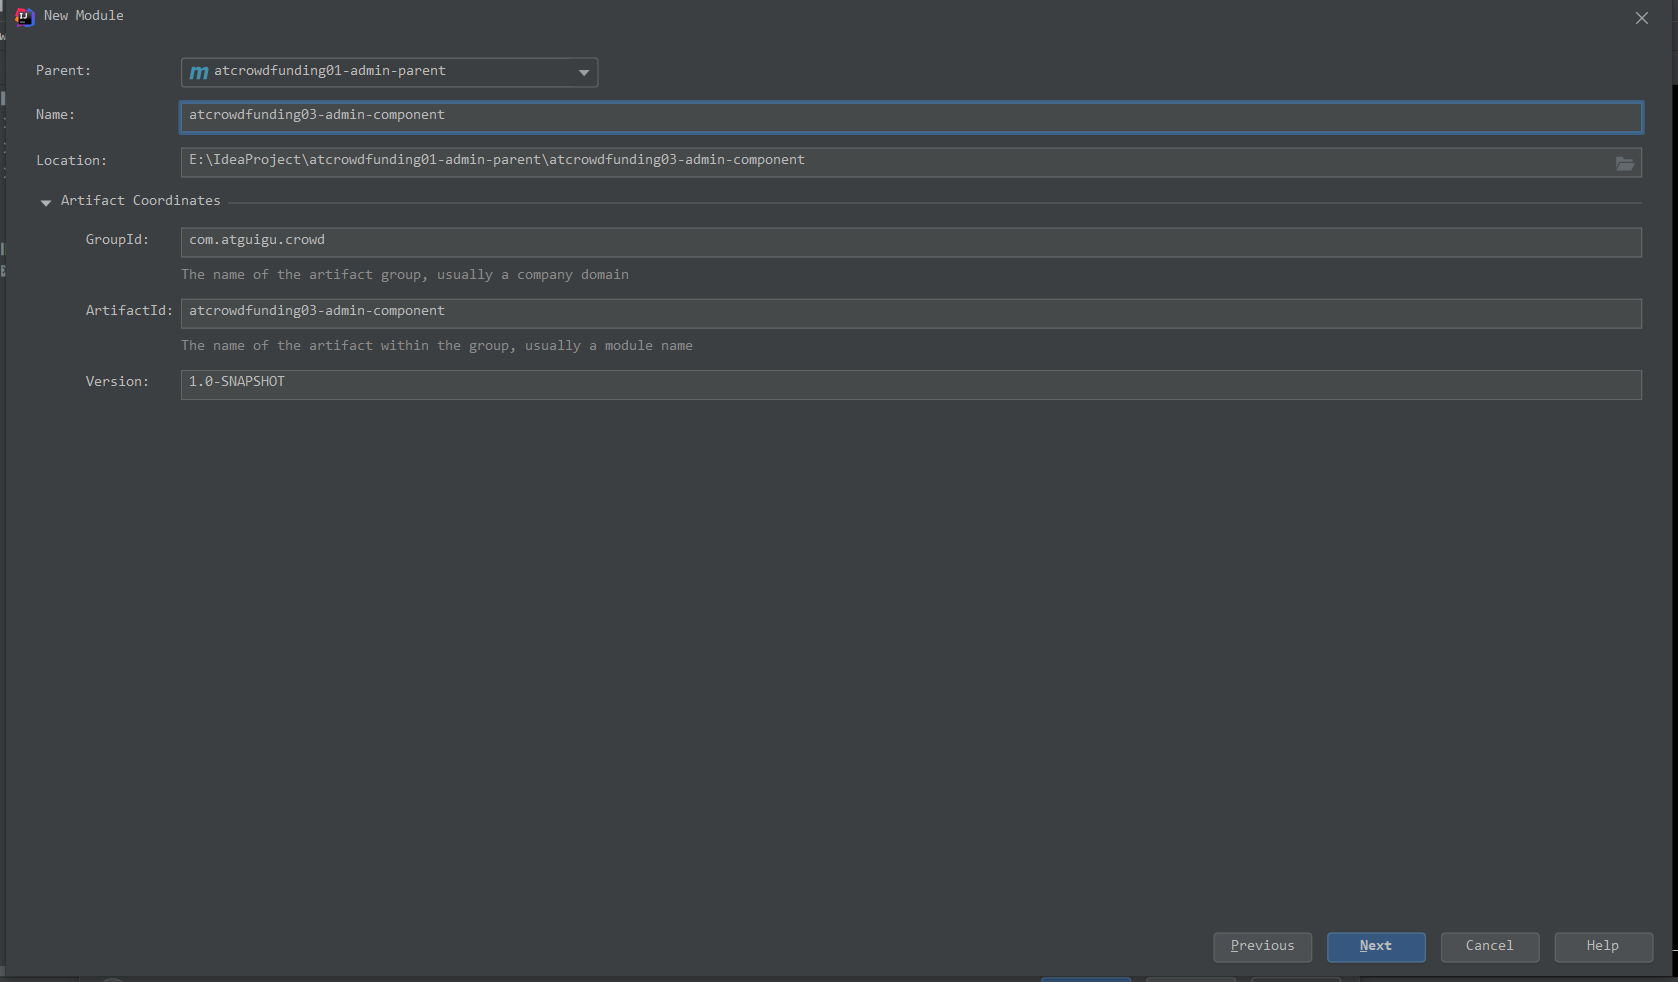 New Module
Parent: atcrowdfunding01-admin-parent
Name: atcrowdfunding03-admin-component
Location: E:\IdeaProject\atcrowdfunding01-admin-parent\atcrowdfunding03-admin-component
Artifact Coordinates
GroupId: com.atguigu.crowd
The name of the artifact group, usually a company domain
ArtifactId: atcrowdfunding03-admin-component
The name of the artifact within the group, usually a module name
Version: 1.0-SNAPSHOT
Previous Next Cancel Help